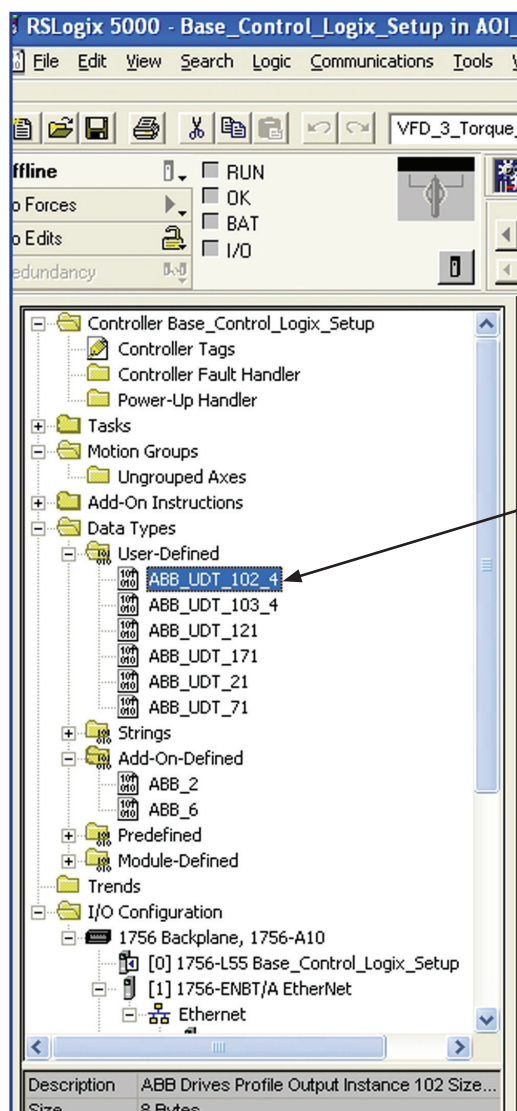 RSLogix 5000 - Base_Control_Logix_Setup in AOI_
File Edit View Search Logic Communications Tools
VFD_3_Torque_
ffline
RUN
o Forces
OK
o Edits
BAT
edundancy
I/O
Controller Base_Control_Logix_Setup
Controller Tags
Controller Fault Handler
Power-Up Handler
Tasks
Motion Groups
Ungrouped Axes
Add-On Instructions
Data Types
User-Defined
ABB_UDT_102_4
ABB_UDT_103_4
ABB_UDT_121
ABB_UDT_171
ABB_UDT_21
ABB_UDT_71
Strings
Add-On-Defined
ABB_2
ABB_6
Predefined
Module-Defined
Trends
I/O Configuration
1756 Backplane, 1756-A10
[0] 1756-L55 Base_Control_Logix_Setup
[1] 1756-ENBT/A EtherNet
Ethernet
Description ABB Drives Profile Output Instance 102 Size...
Size 8 Bytes